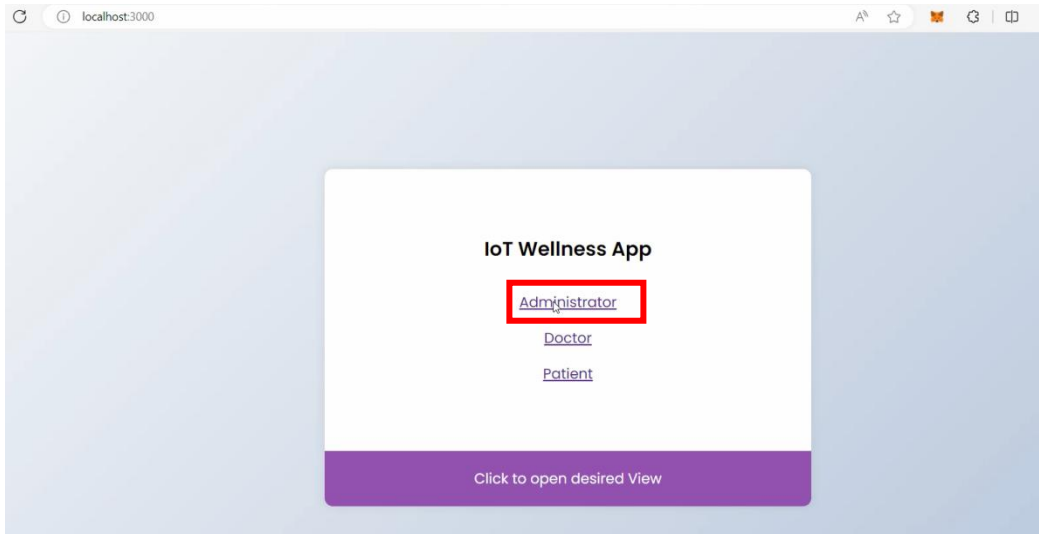 localhost:3000
IoT Wellness App
Administrator
Doctor
Patient
Click to open desired View